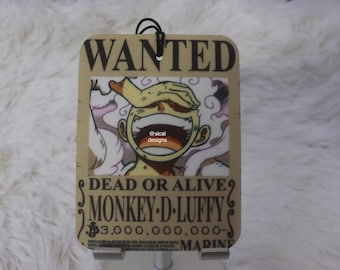 WANTED
@sical
designs
DEAD OR ALIVE
MONKEY·D·LUFFY
฿3,000,000,000-
MARINE